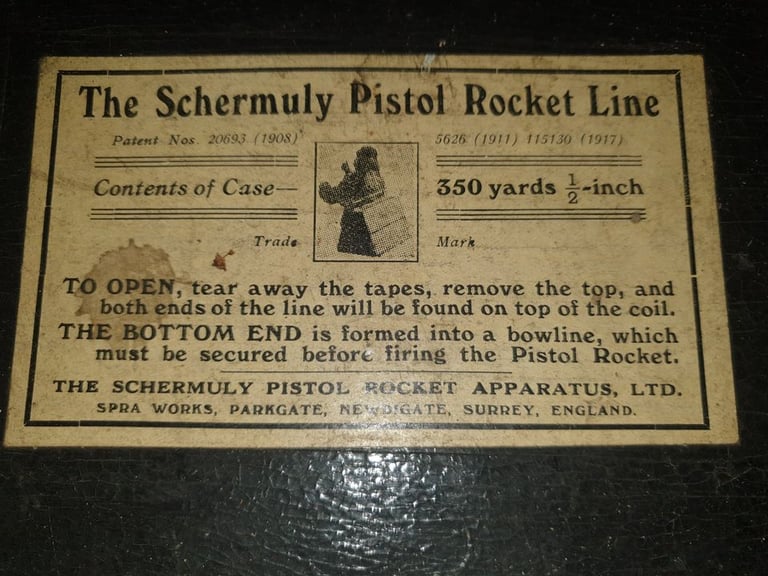 The Schermuly Pistol Rocket Line
Patent Nos 20693 (1908) 5626 (1911) 115130 (1917)
Contents of Case— 350 yards ½-inch
Trade Mark
TO OPEN, tear away the tapes, remove the top, and
both ends of the line will be found on top of the coil.
THE BOTTOM END is formed into a bowline, which
must be secured before firing the Pistol Rocket.
THE SCHERMULY PISTOL ROCKET APPARATUS, LTD.
SPRA WORKS, PARKGATE, NEWDIGATE, SURREY, ENGLAND.